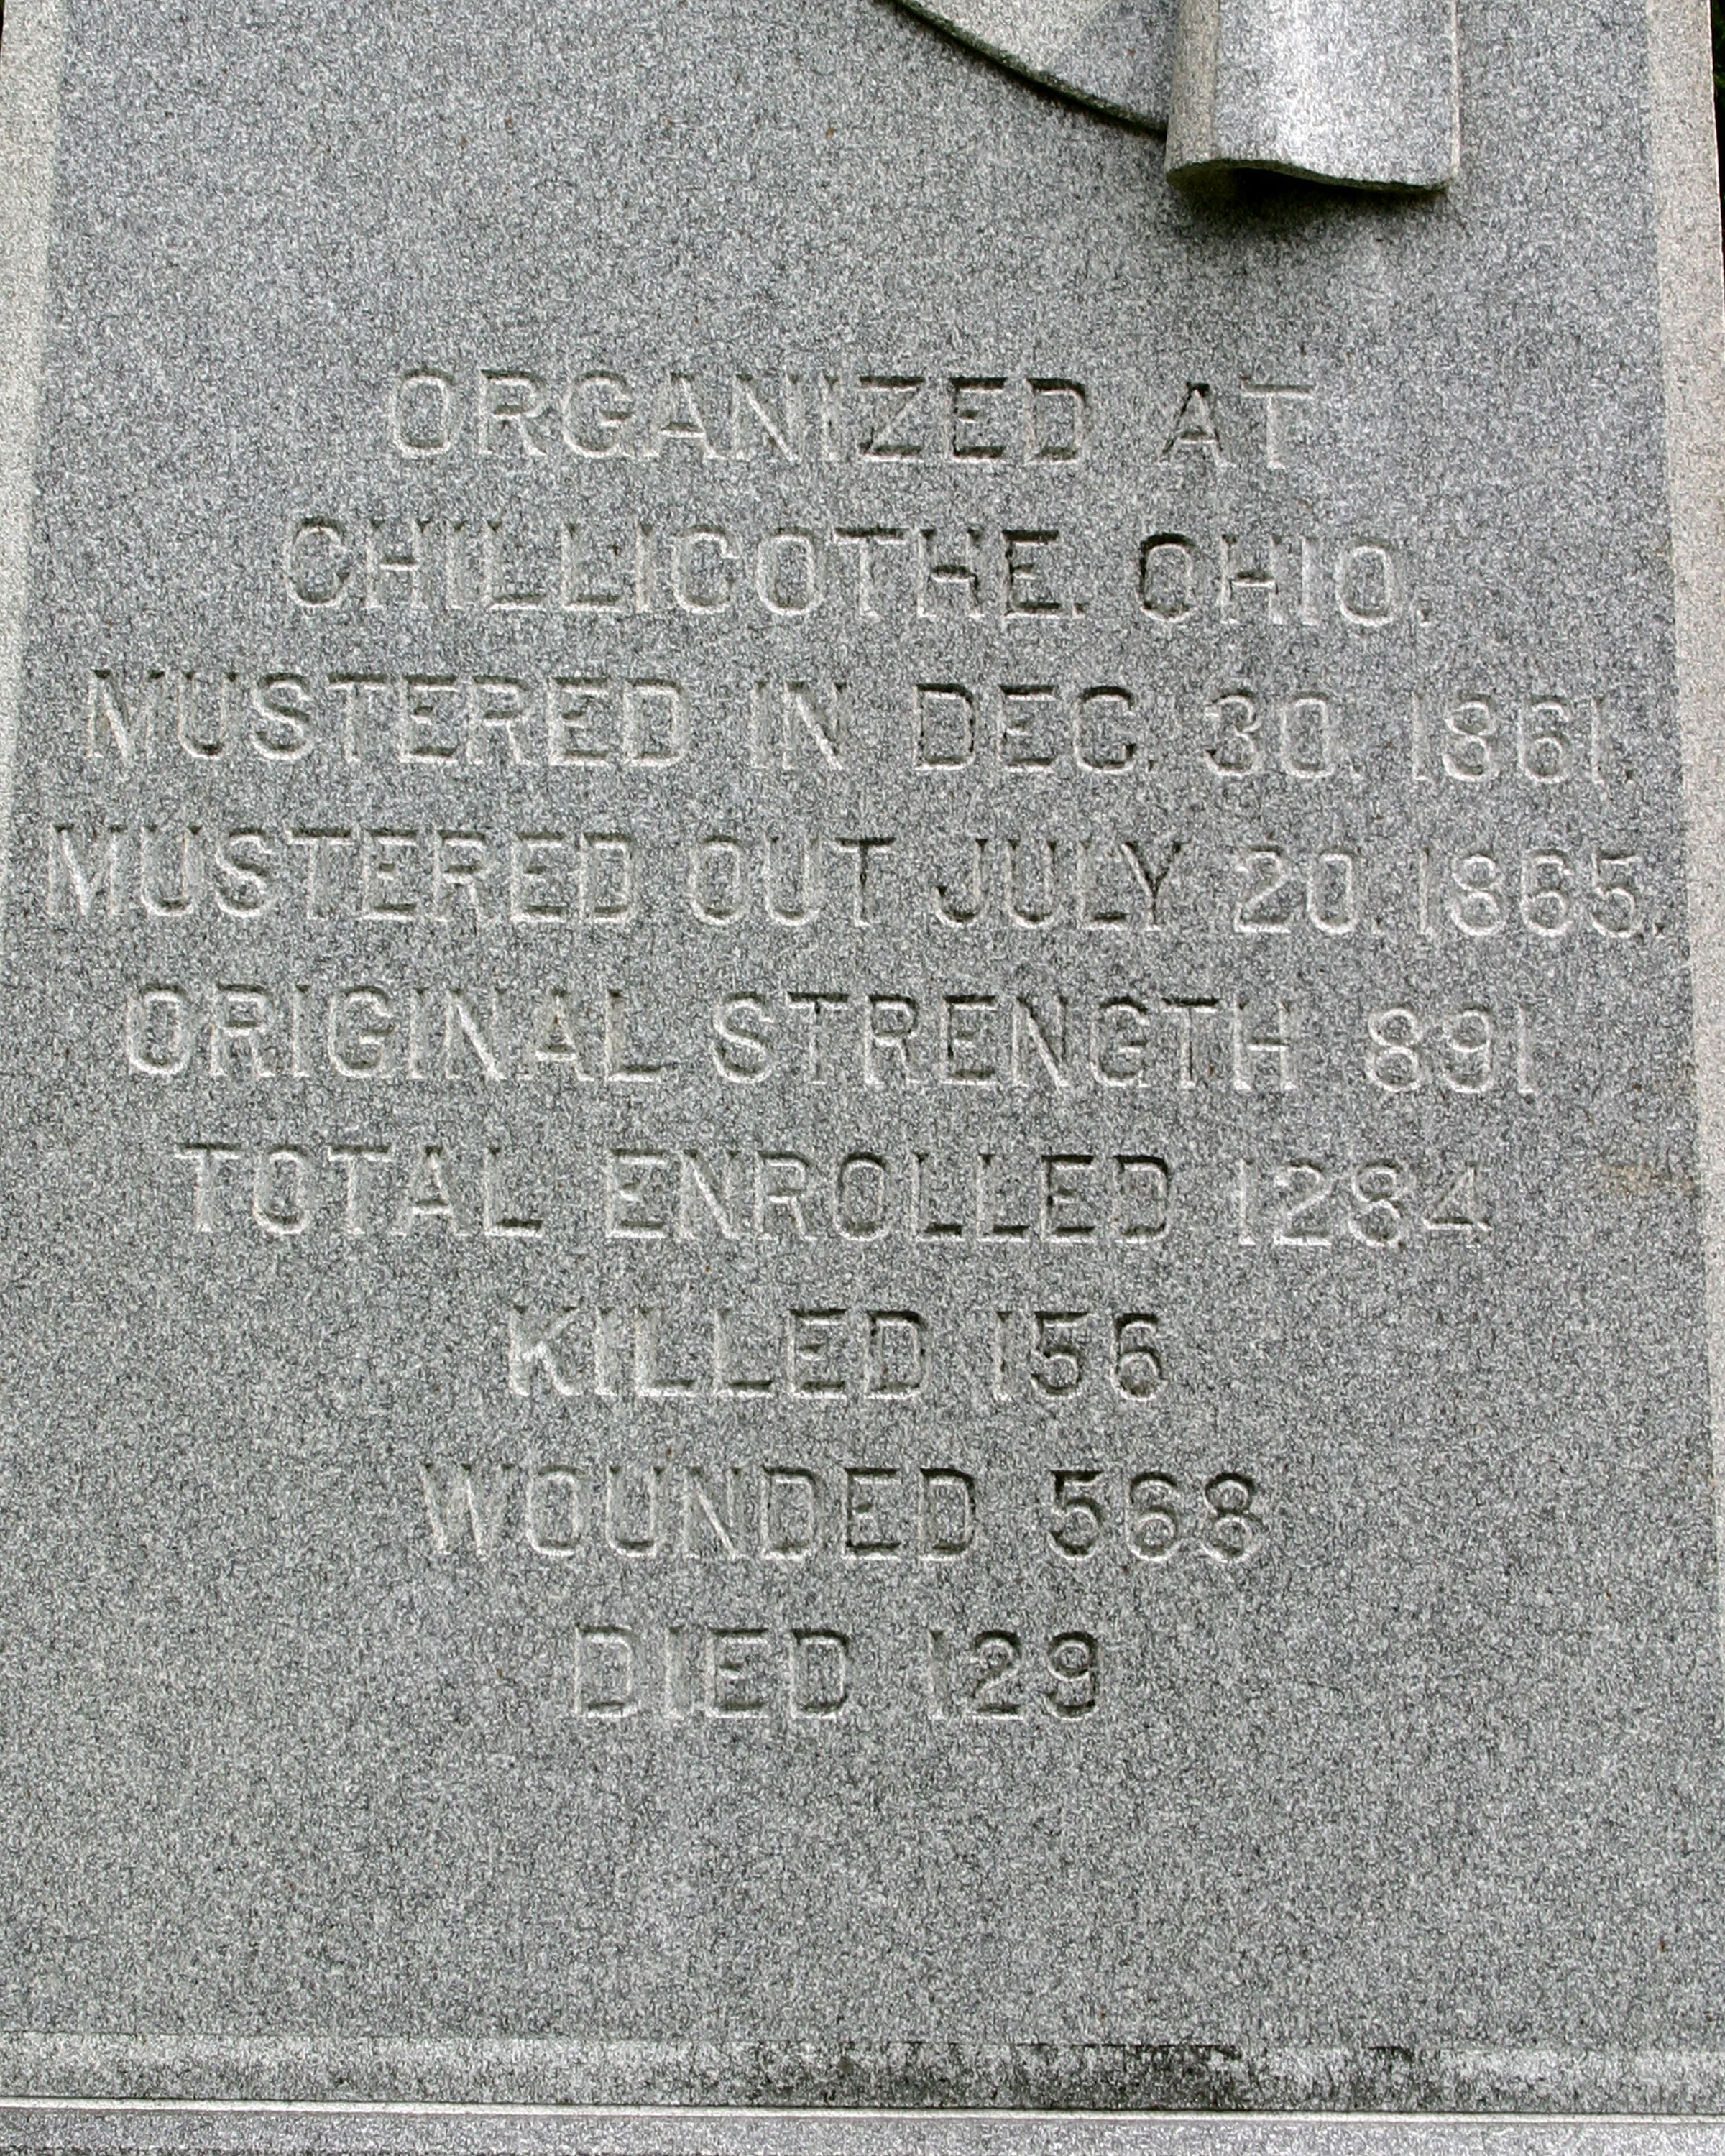 ORGANIZED AT
CHILLICOTHE. OHIO.
MUSTERED IN DEC. 30. 1861.
MUSTERED OUT JULY 20. 1865.
ORIGINAL STRENGTH 891
TOTAL ENROLLED 1284
KILLED 156
WOUNDED 568
DIED 129